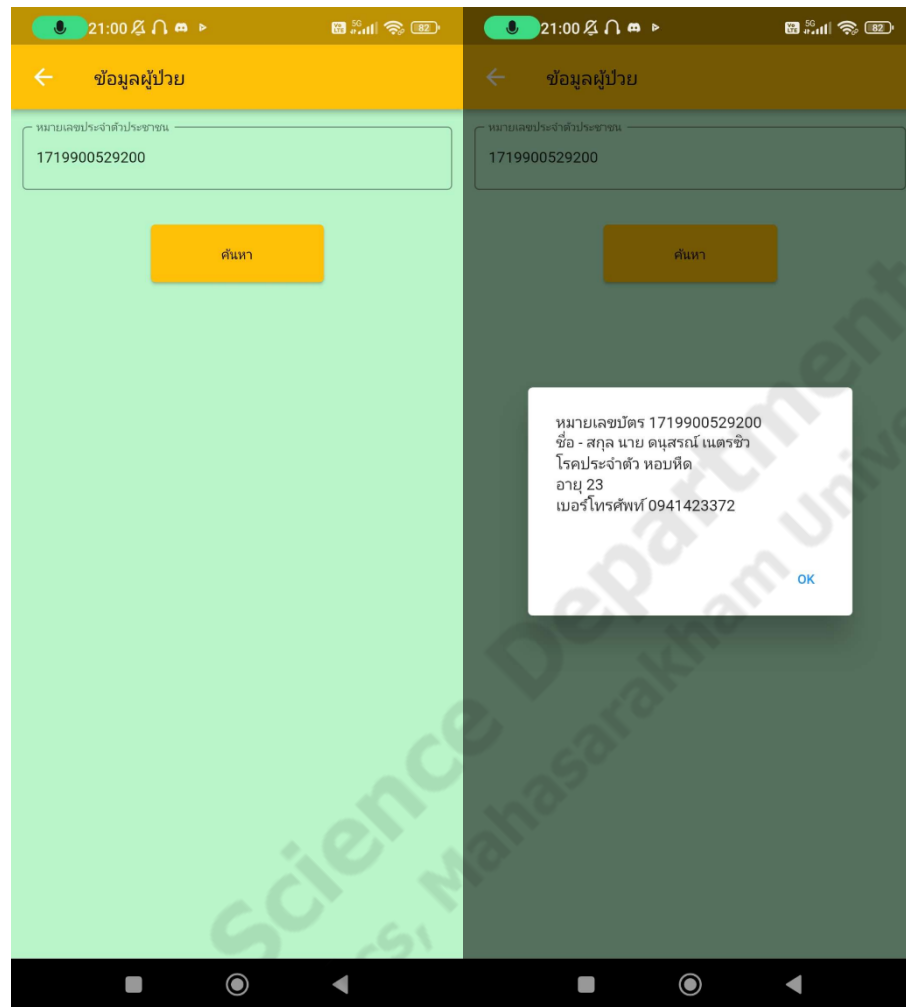 21:00
5G
82
ข้อมูลผู้ป่วย
หมายเลขประจำตัวประชาชน
1719900529200
ค้นหา
21:00
5G
82
ข้อมูลผู้ป่วย
หมายเลขประจำตัวประชาชน
1719900529200
ค้นหา
หมายเลขบัตร 1719900529200
ชื่อ - สกุล นาย ดนุสรณ์ เนตรซิว
โรคประจำตัว หอบหืด
อายุ 23
เบอร์โทรศัพท์ 0941423372
OK
Science Department
Mahasarakham